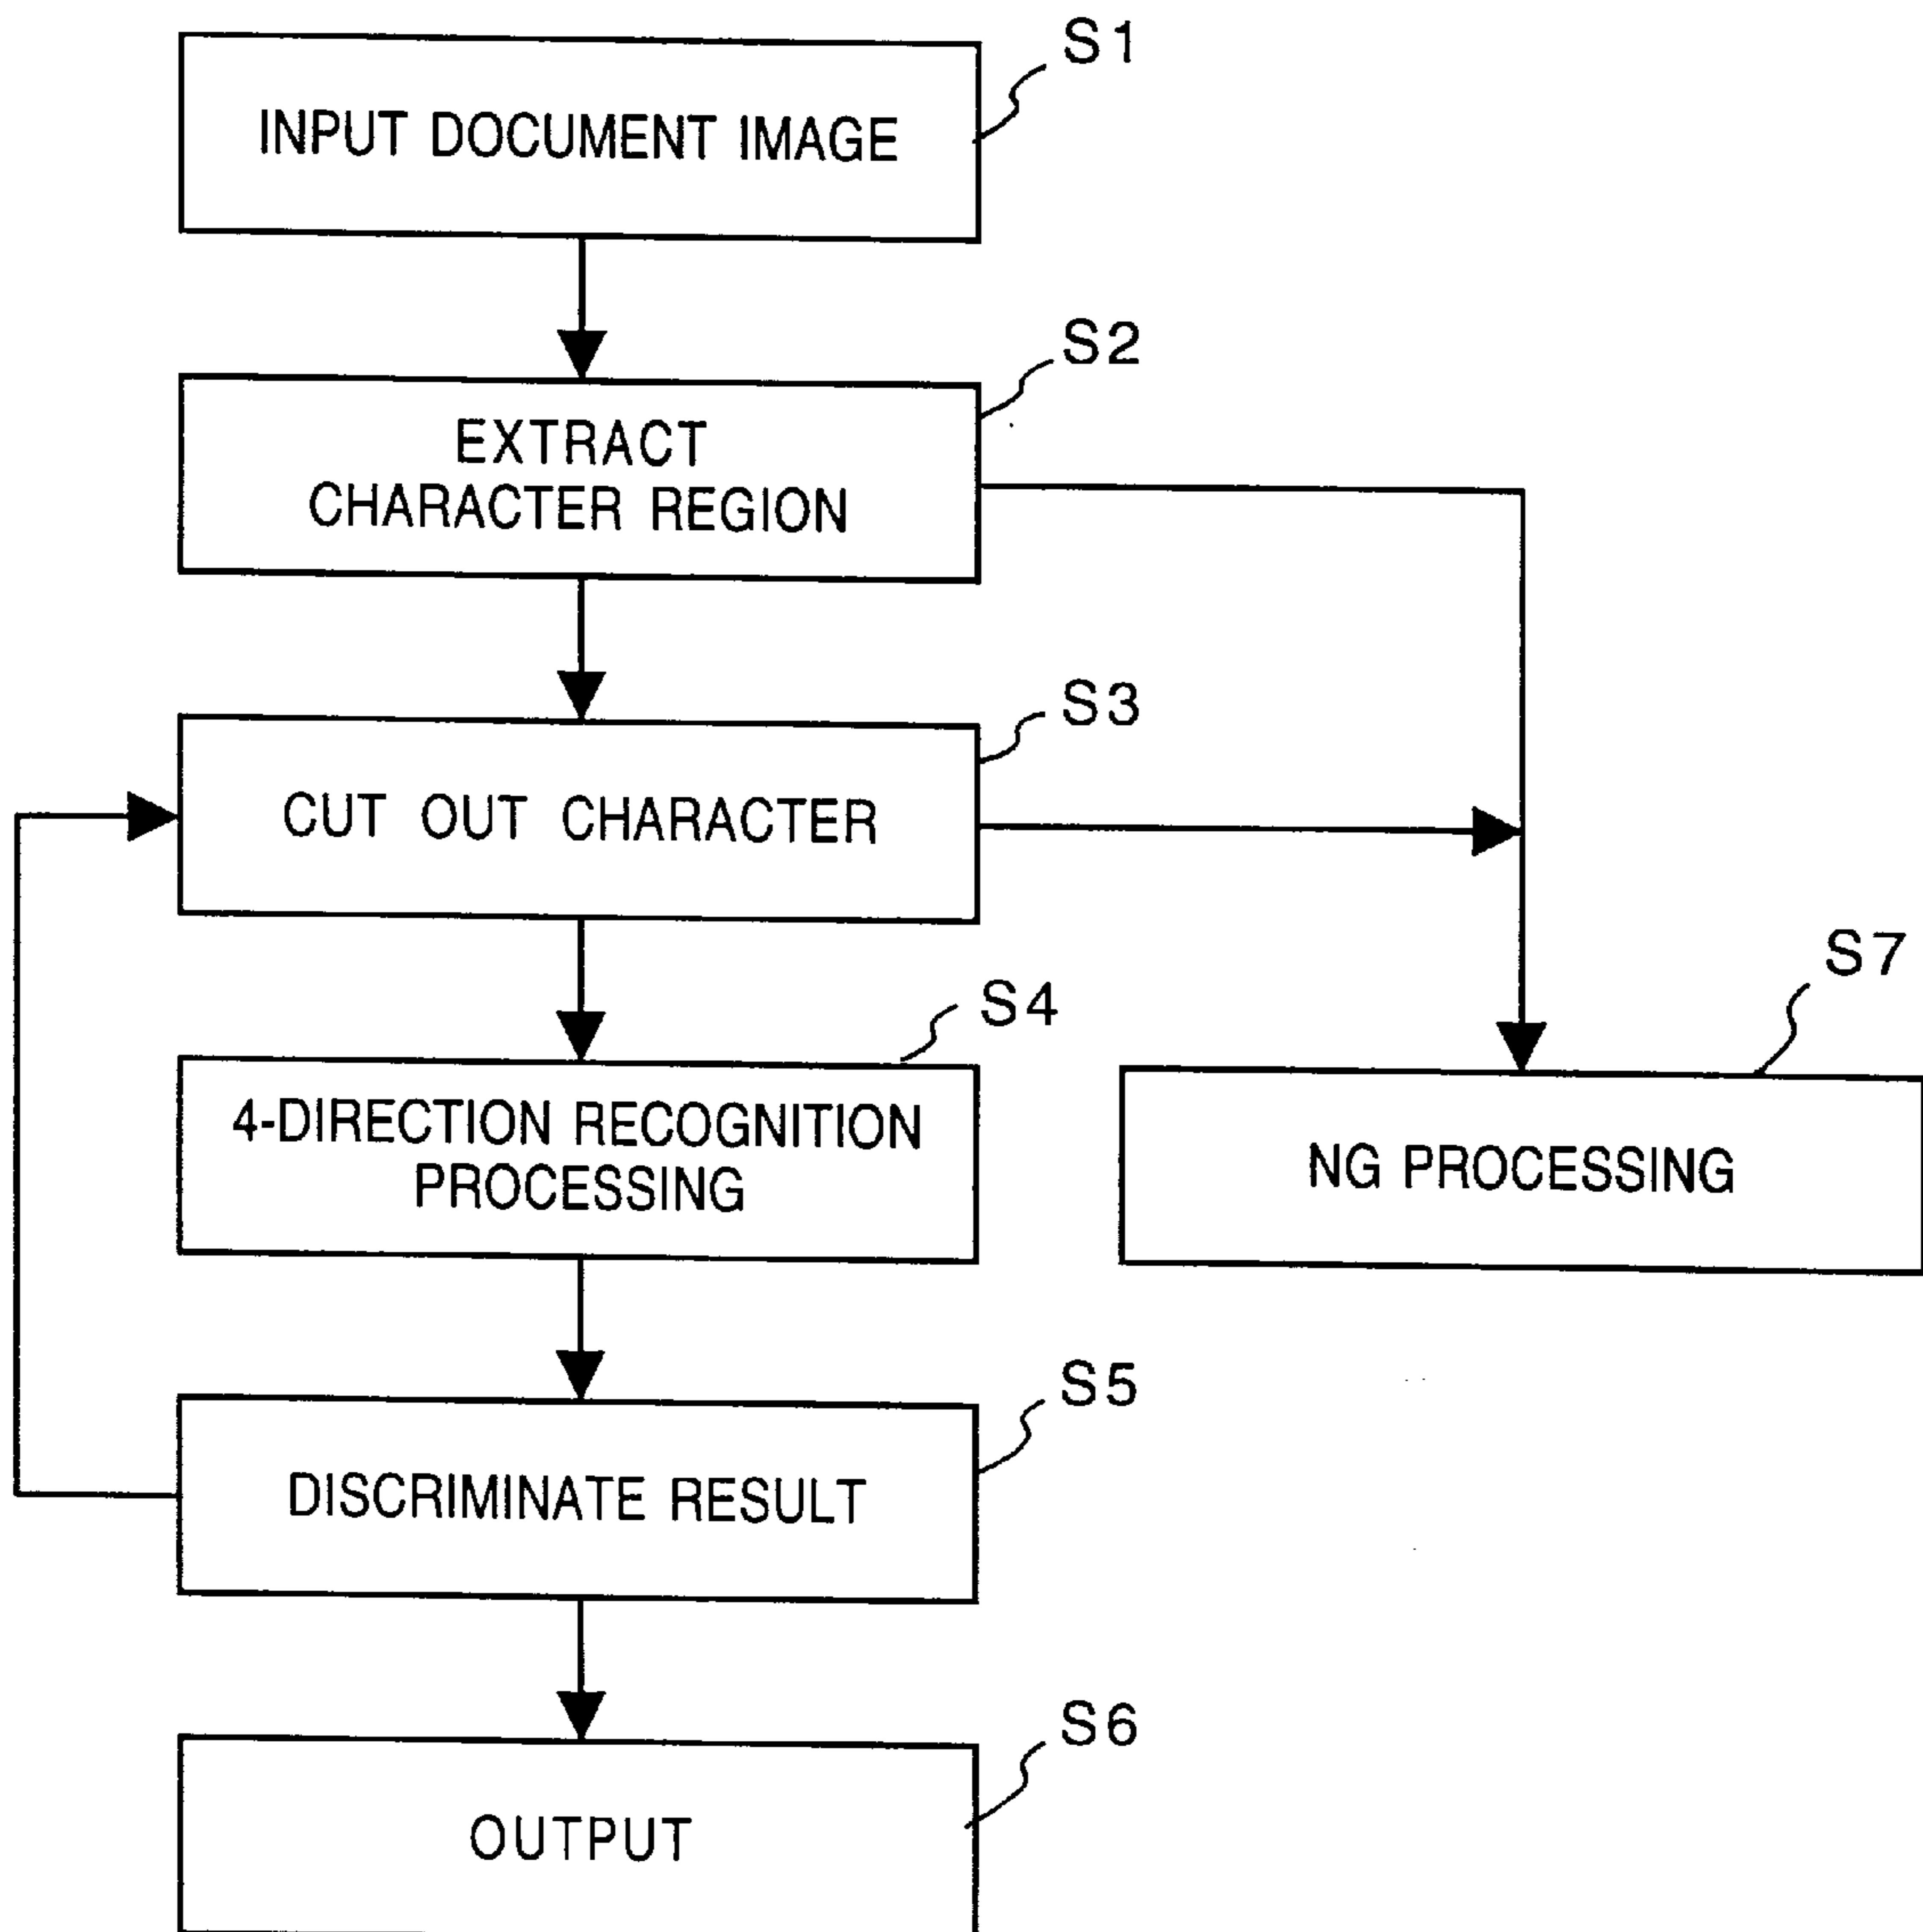 S1
INPUT DOCUMENT IMAGE
S2
EXTRACT
CHARACTER REGION
S3
CUT OUT CHARACTER
S4
4-DIRECTION RECOGNITION
PROCESSING
S7
NG PROCESSING
S5
DISCRIMINATE RESULT
S6
OUTPUT